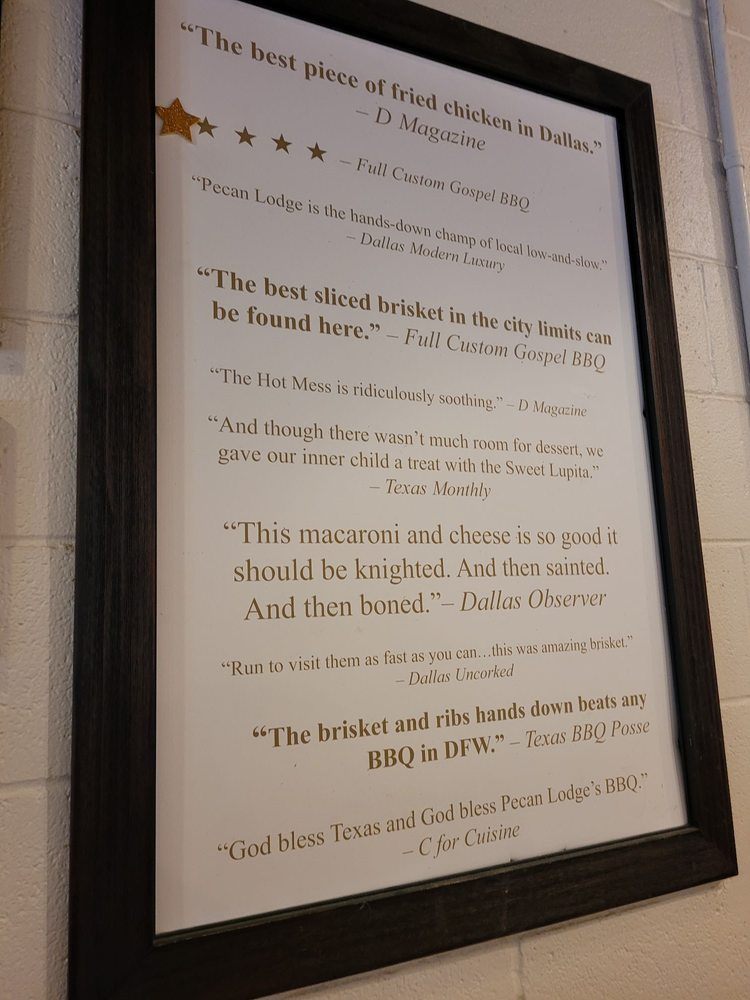 “The best piece of fried chicken in Dallas.”
– D Magazine
– Full Custom Gospel BBQ
“Pecan Lodge is the hands-down champ of local low-and-slow.”
– Dallas Modern Luxury
“The best sliced brisket in the city limits can
be found here.” – Full Custom Gospel BBQ
“The Hot Mess is ridiculously soothing.” – D Magazine
“And though there wasn’t much room for dessert, we
gave our inner child a treat with the Sweet Lupita.”
– Texas Monthly
“This macaroni and cheese is so good it
should be knighted. And then sainted.
And then boned.”– Dallas Observer
“Run to visit them as fast as you can…this was amazing brisket.”
– Dallas Uncorked
“The brisket and ribs hands down beats any
BBQ in DFW.” – Texas BBQ Posse
“God bless Texas and God bless Pecan Lodge’s BBQ.”
– C for Cuisine